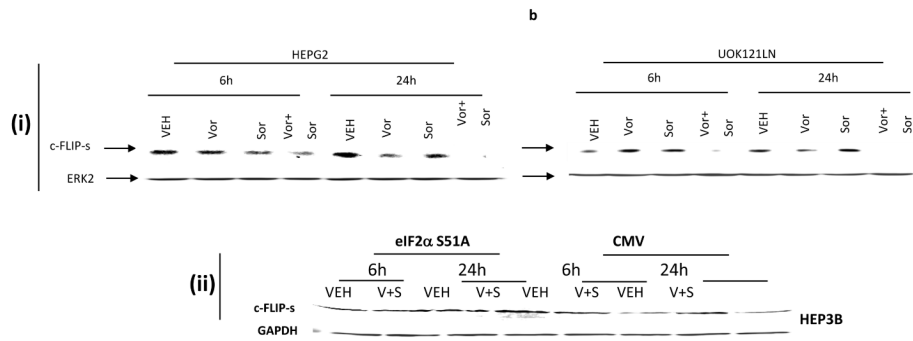 b
HEPG2
UOK121LN
6h 24h
6h 24h
(i)
VEH Vor Sor Vor+ Sor VEH Vor Sor Vor+ Sor
VEH Vor Sor Vor+ Sor VEH Vor Sor Vor+ Sor
c-FLIP-s
ERK2
eIF2α S51A CMV
(ii)
6h 24h 6h 24h
VEH V+S VEH V+S VEH V+S VEH V+S
c-FLIP-s
HEP3B
GAPDH